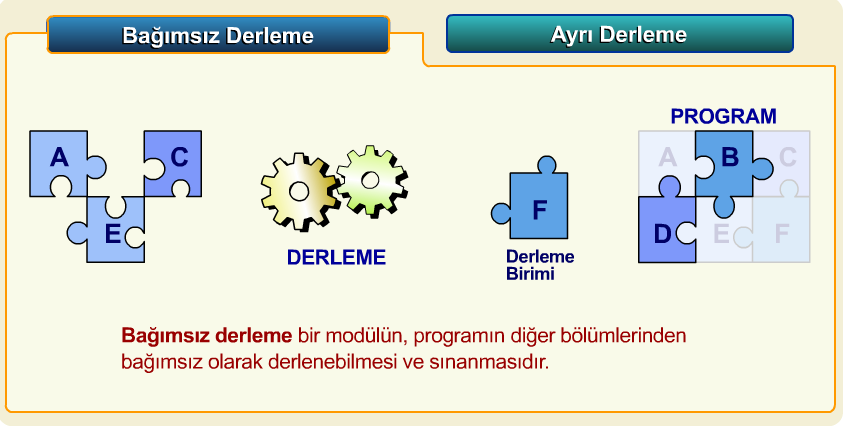 Bağımsız Derleme
Ayrı Derleme
PROGRAM
A
C
E
DERLEME
F
Derleme
Birimi
A
B
C
D
E
F
Bağımsız derleme bir modülün, programın diğer bölümlerinden
bağımsız olarak derlenebilmesi ve sınanmasıdır.